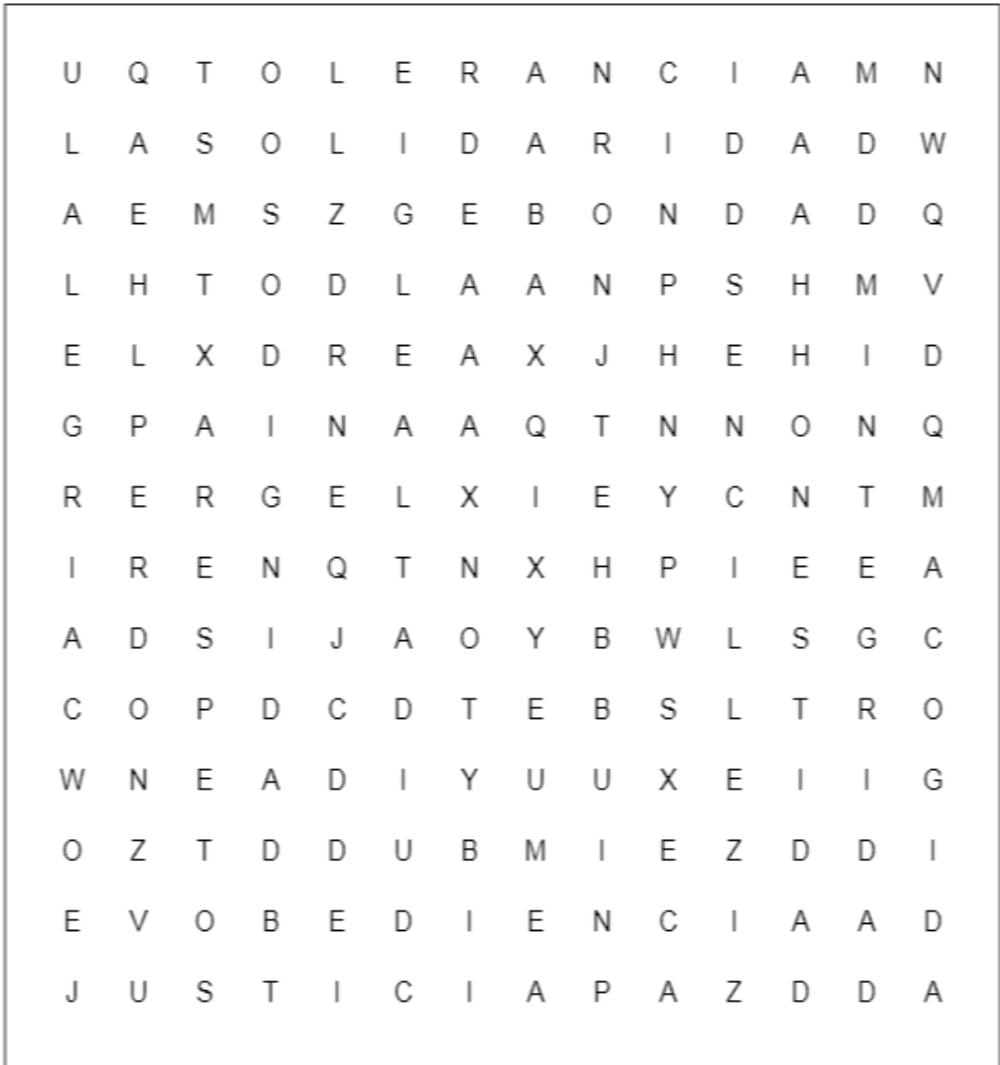 U Q T O L E R A N C I A M N
L A S O L I D A R I D A D W
A E M S Z G E B O N D A D Q
L H T O D L A A N P S H M V
E L X D R E A X J H E H I D
G P A I N A A Q T N N O N Q
R E R G E L X I E Y C N T M
I R E N Q T N X H P I E E A
A D S I J A O Y B W L S G C
C O P D C D T E B S L T R O
W N E A D I Y U U X E I I G
O Z T D D U B M I E Z D D I
E V O B E D I E N C I A A D
J U S T I C I A P A Z D D A